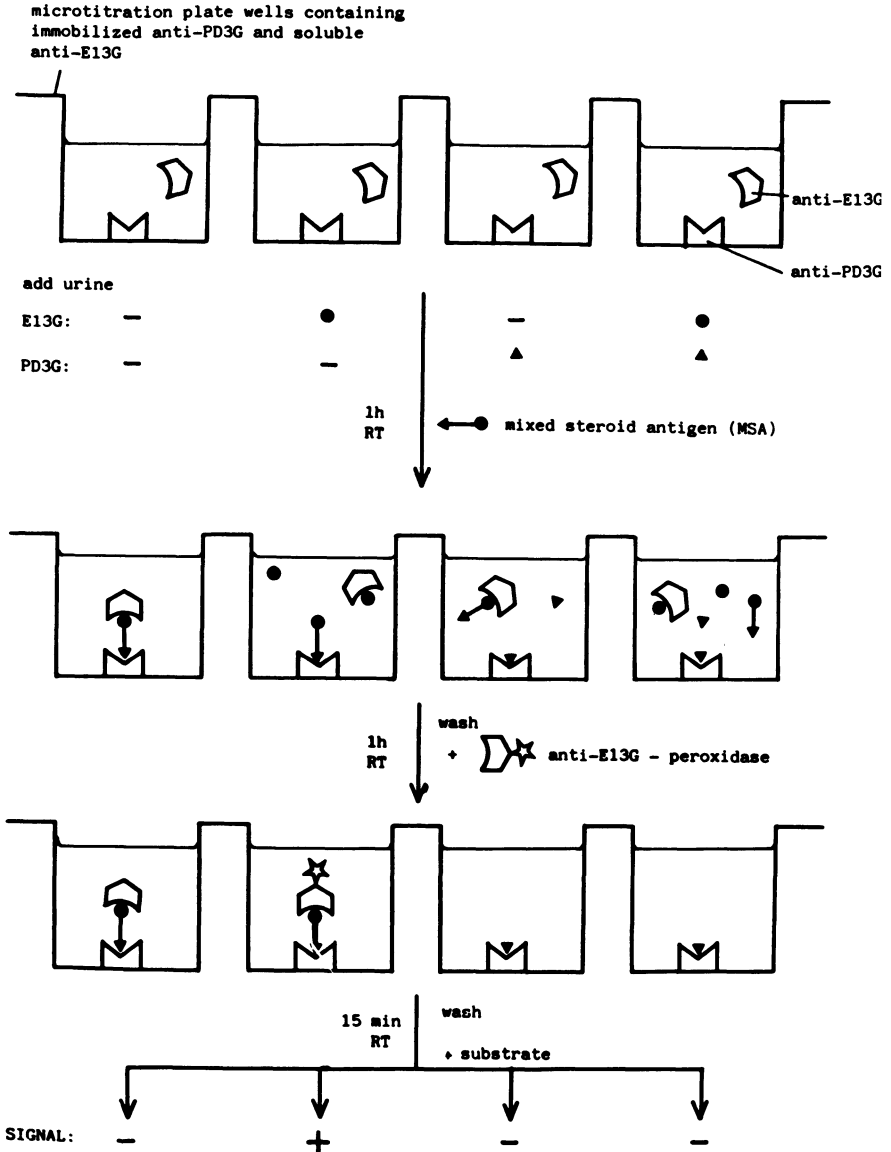 microtitration plate wells containing
immobilized anti-PD3G and soluble
anti-E13G
anti-E13G
anti-PD3G
add urine
E13G: — ● — ●
PD3G: — — ▲ ▲
1h
RT
mixed steroid antigen (MSA)
wash
1h
RT
+ anti-E13G - peroxidase
15 min
RT
wash
+ substrate
SIGNAL: — + — —